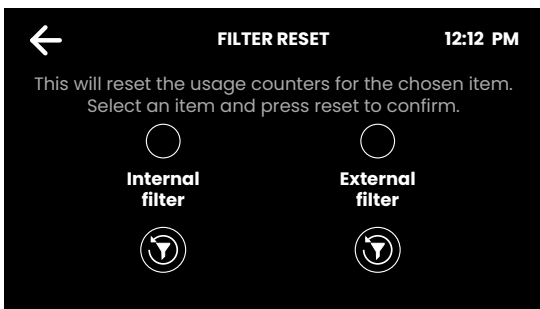 FILTER RESET 12:12 PM
This will reset the usage counters for the chosen item.
Select an item and press reset to confirm.
Internal External
filter filter